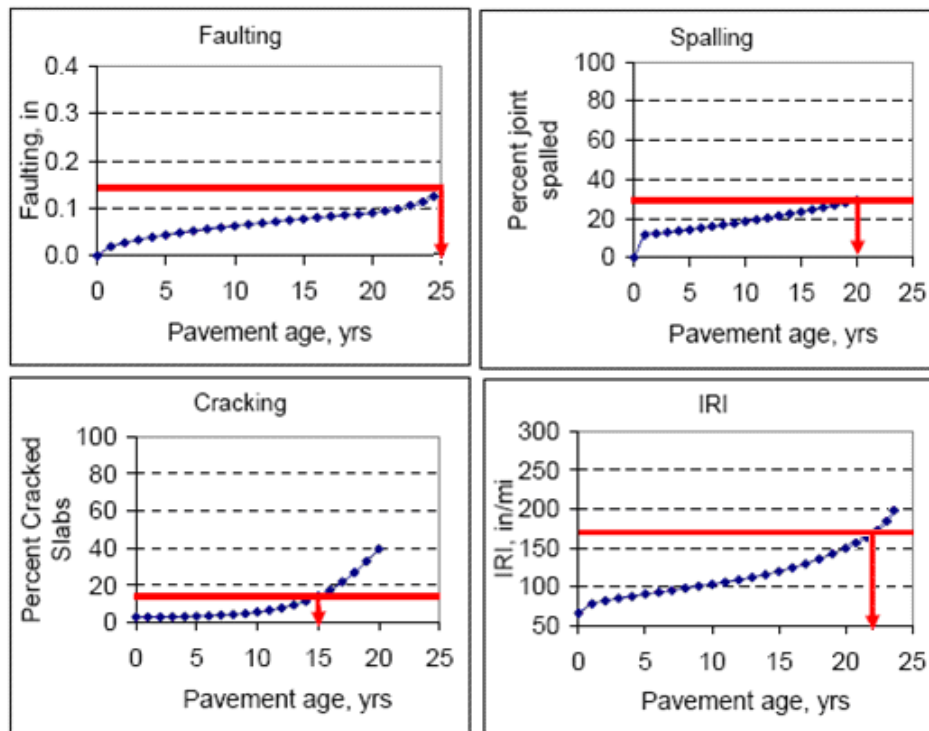 Faulting
0.4
0.3
0.2
0.1
0.0
Faulting, in
0 5 10 15 20 25
Pavement age, yrs
Spalling
100
80
60
40
20
0
Percent joint
spalled
0 5 10 15 20 25
Pavement age, yrs
Cracking
100
80
60
40
20
0
Percent Cracked
Slabs
0 5 10 15 20 25
Pavement age, yrs
IRI
300
250
200
150
100
50
IRI, in/mi
0 5 10 15 20 25
Pavement age, yrs